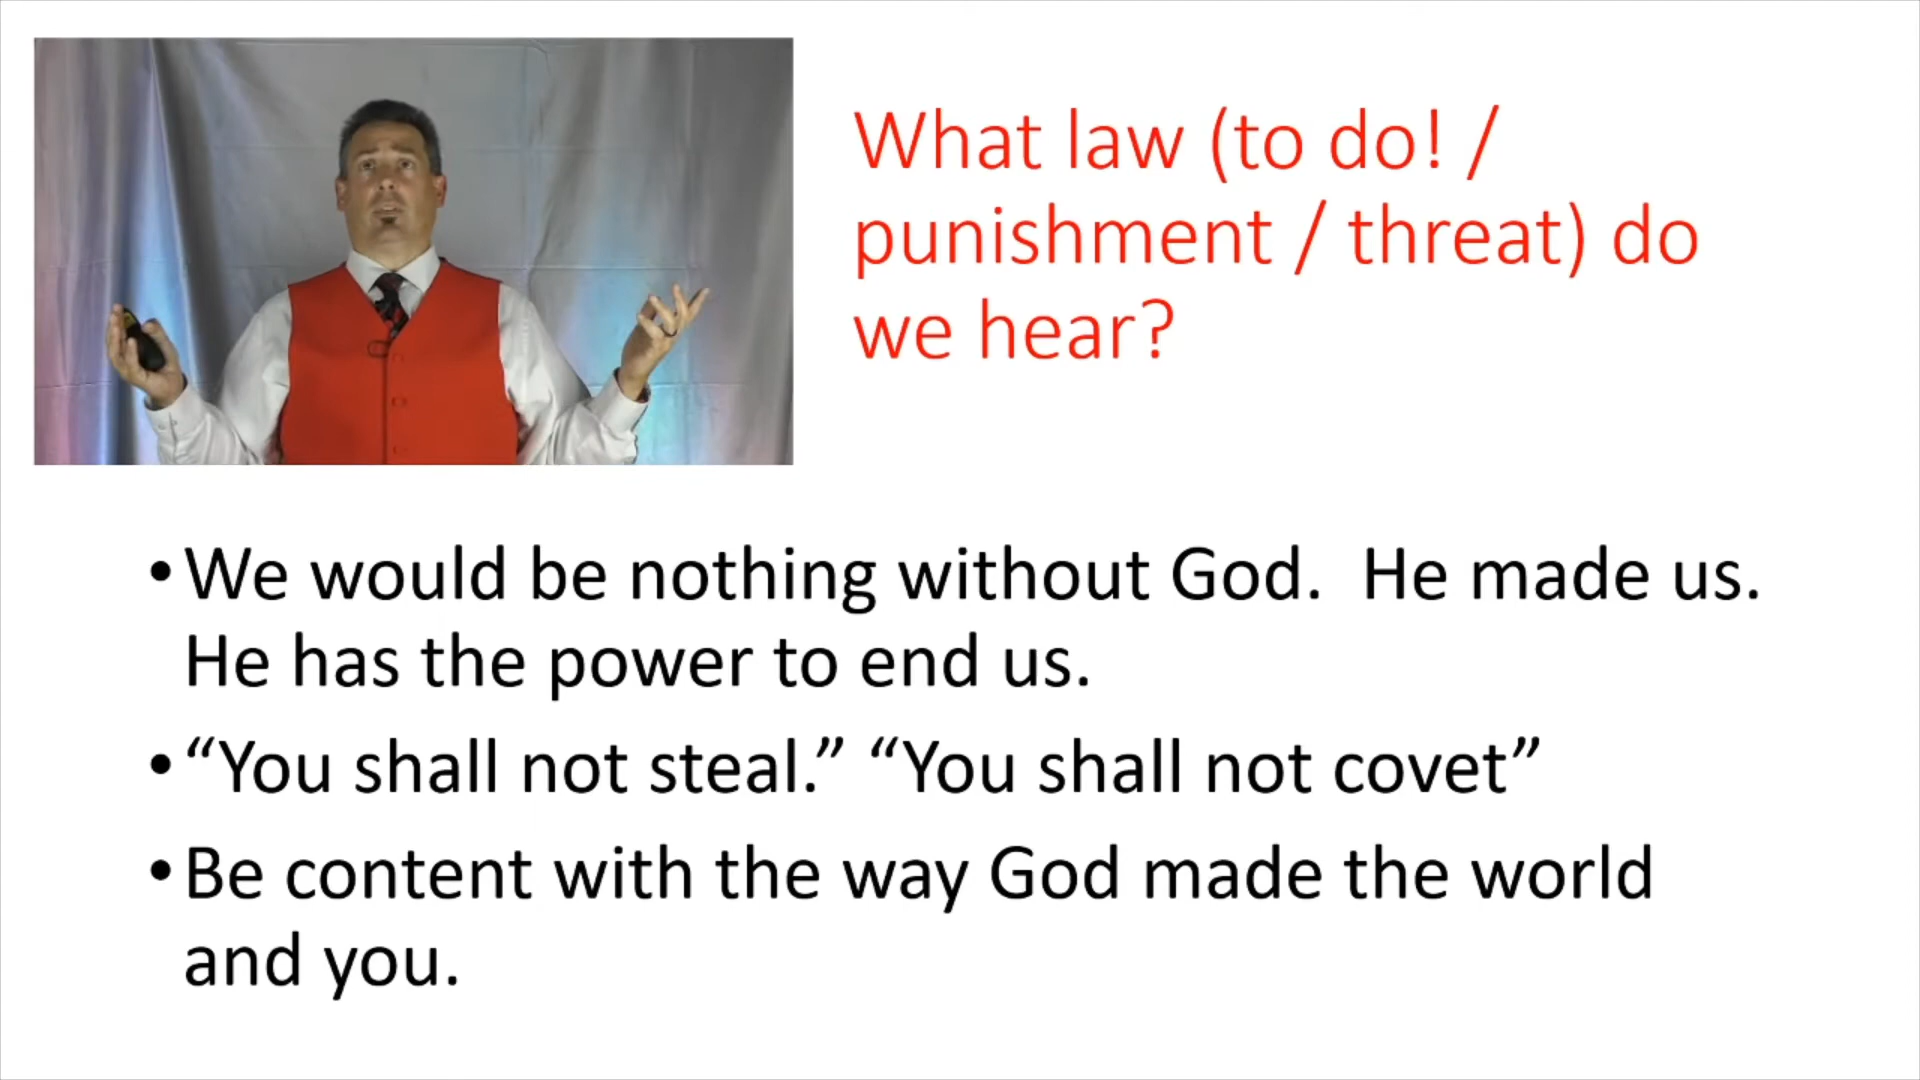 What law (to do! /
punishment / threat) do
we hear?
•We would be nothing without God.  He made us.
He has the power to end us.
•“You shall not steal.” “You shall not covet”
•Be content with the way God made the world
and you.